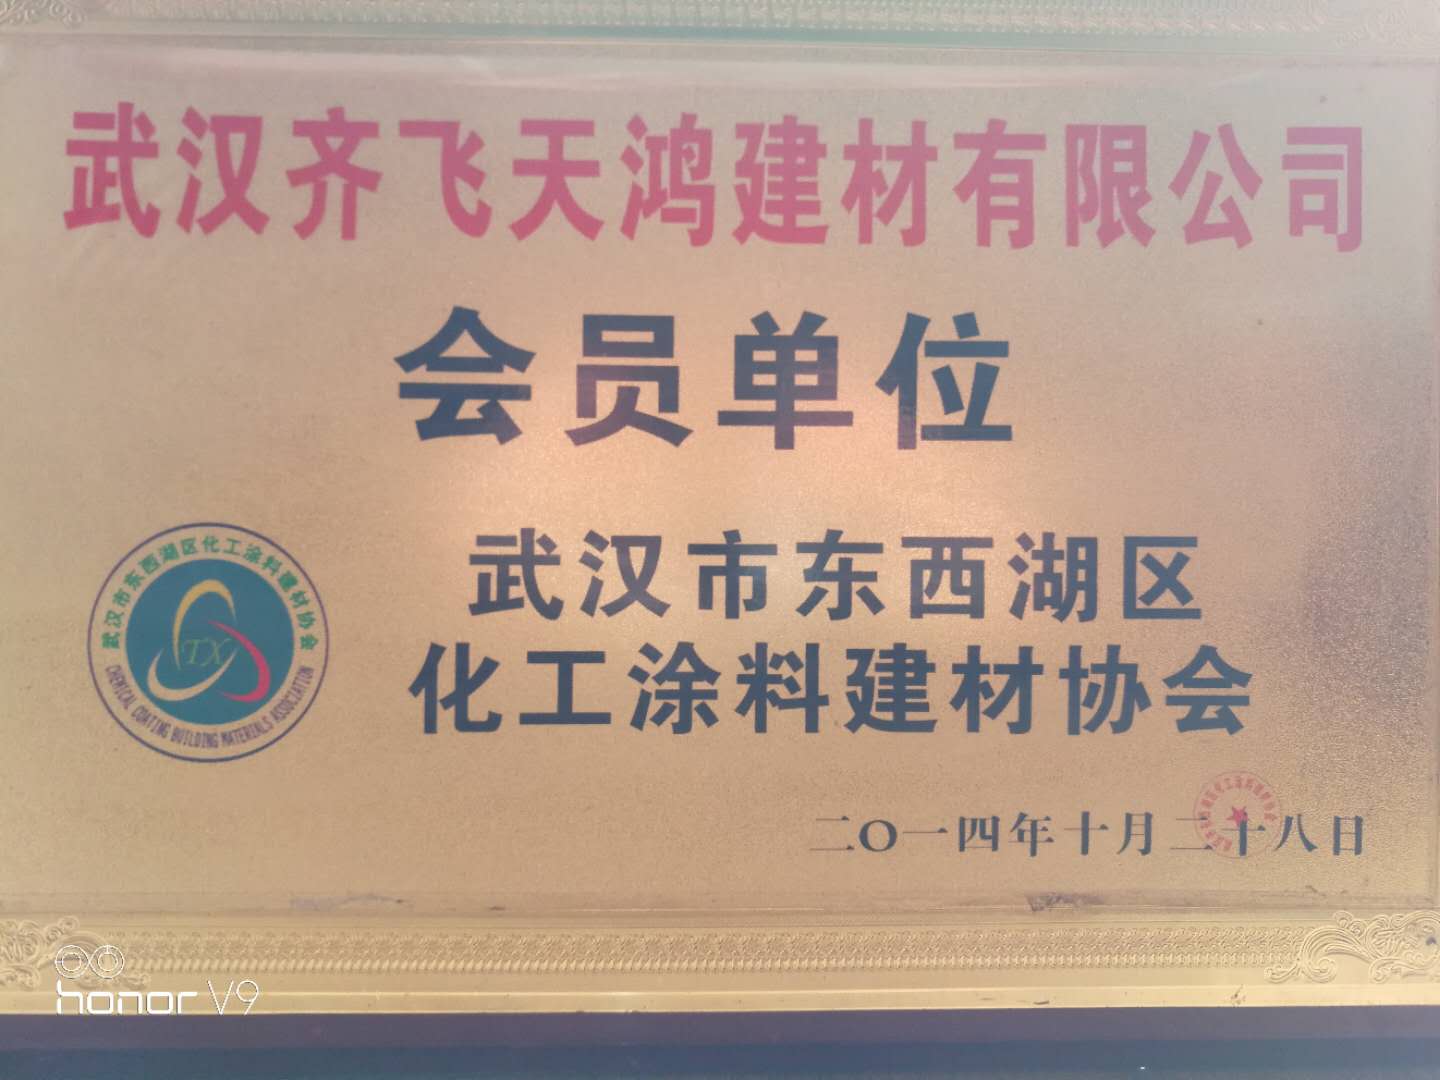 武汉齐飞天鸿建材有限公司
会员单位
武汉市东西湖区化工涂料建材协会
CHEMICAL COATING BUILDING MATERIALS ASSOCIATION
TX
武汉市东西湖区
化工涂料建材协会
二〇一四年十月二十八日
honor V9